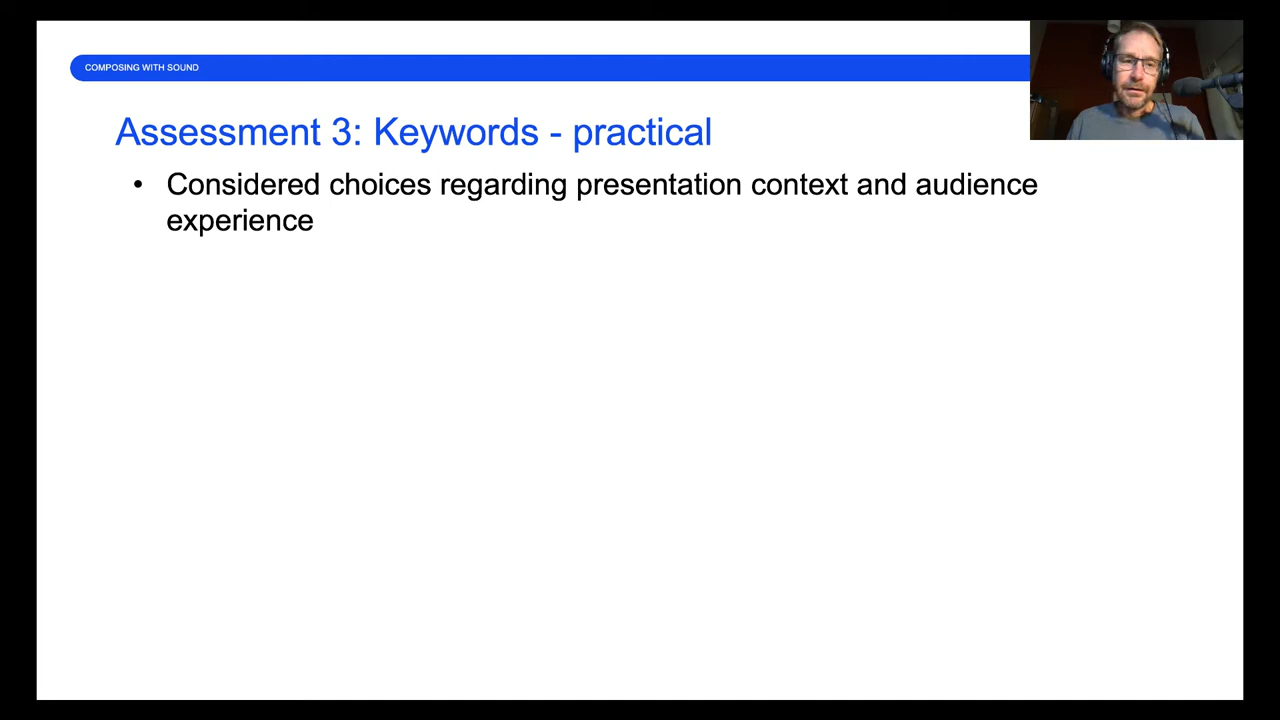 COMPOSING WITH SOUND
Assessment 3: Keywords - practical
• Considered choices regarding presentation context and audience
experience